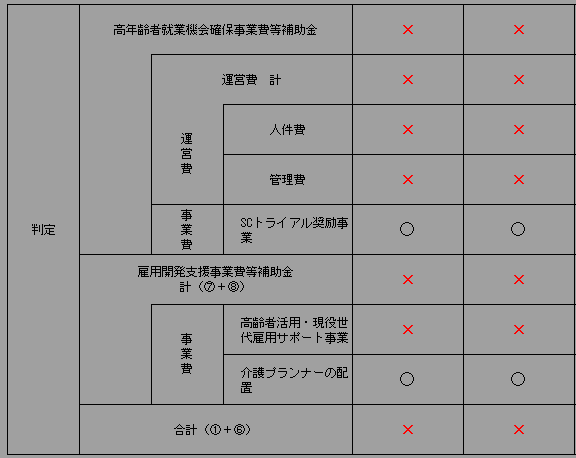 高年齢者就業機会確保事業費等補助金 × ×
運営費 計 × ×
運営費
人件費 × ×
管理費 × ×
事業費
SCトライアル奨励事
業 ○ ○
判定
雇用開発支援事業費等補助金
計（⑦＋⑧） × ×
事業費
高齢者活用・現役世
代雇用サポート事業 × ×
介護プランナーの配
置 ○ ○
合計（①＋⑥） × ×